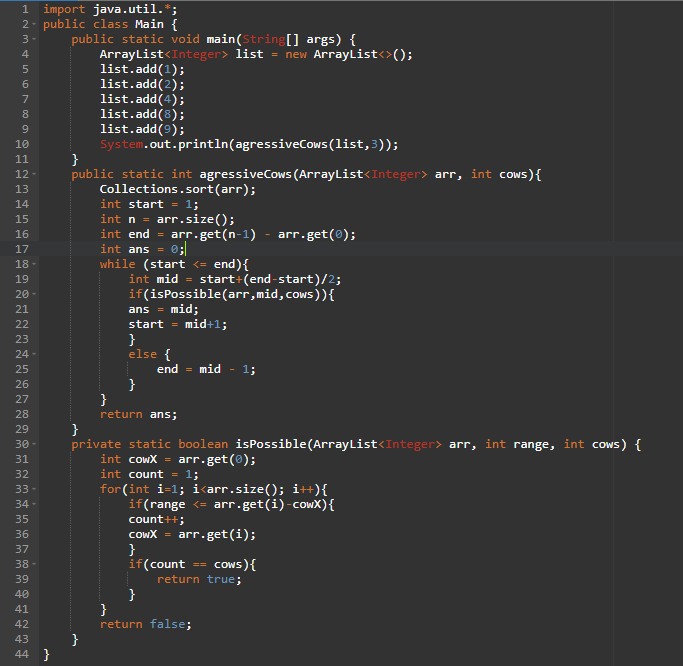 1 import java.util.*;
2 public class Main {
3 public static void main(String[] args) {
4 ArrayList<Integer> list = new ArrayList<>();
5 list.add(1);
6 list.add(2);
7 list.add(4);
8 list.add(8);
9 list.add(9);
10 System.out.println(agressiveCows(list,3));
11 }
12 public static int agressiveCows(ArrayList<Integer> arr, int cows){
13 Collections.sort(arr);
14 int start = 1;
15 int n = arr.size();
16 int end = arr.get(n-1) - arr.get(0);
17 int ans = 0;
18 while (start <= end){
19 int mid = start+(end-start)/2;
20 if(isPossible(arr,mid,cows)){
21 ans = mid;
22 start = mid+1;
23 }
24 else {
25 end = mid - 1;
26 }
27 }
28 return ans;
29 }
30 private static boolean isPossible(ArrayList<Integer> arr, int range, int cows) {
31 int cowX = arr.get(0);
32 int count = 1;
33 for(int i=1; i<arr.size(); i++){
34 if(range <= arr.get(i)-cowX){
35 count++;
36 cowX = arr.get(i);
37 }
38 if(count == cows){
39 return true;
40 }
41 }
42 return false;
43 }
44 }